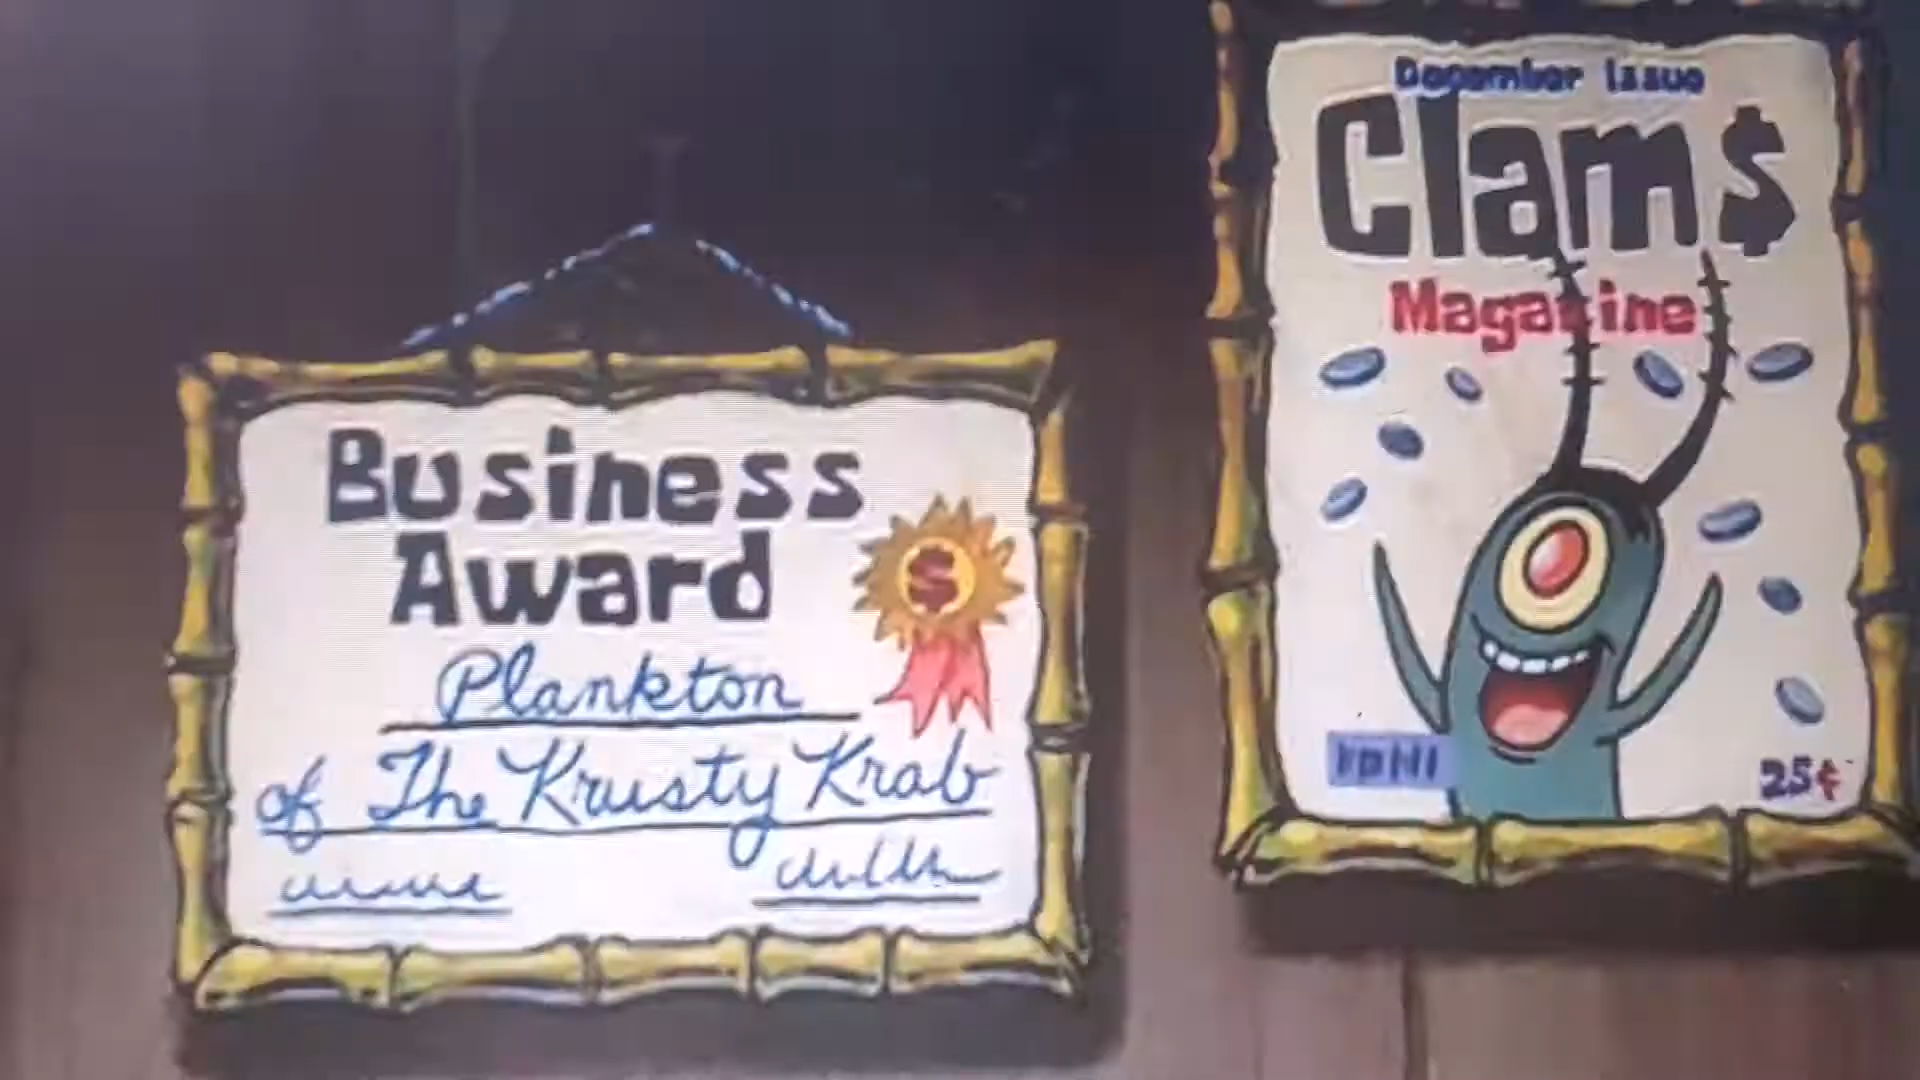 Business
Award
$
Plankton
of The Krusty Krab
December Issue
Clam$
Magazine
25¢